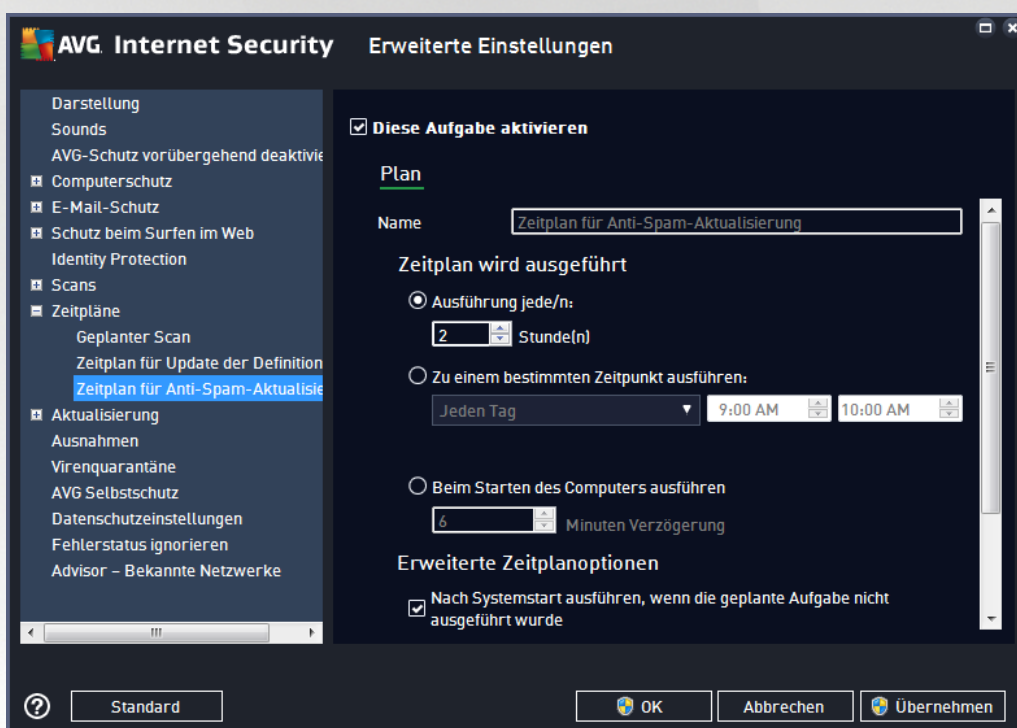 AVG. Internet Security Erweiterte Einstellungen
Darstellung
Sounds
AVG-Schutz vorübergehend deaktivie
Computerschutz
E-Mail-Schutz
Schutz beim Surfen im Web
Identity Protection
Scans
Zeitpläne
Geplanter Scan
Zeitplan für Update der Definition
Zeitplan für Anti-Spam-Aktualisie
Aktualisierung
Ausnahmen
Virenquarantäne
AVG Selbstschutz
Datenschutzeinstellungen
Fehlerstatus ignorieren
Advisor – Bekannte Netzwerke
Diese Aufgabe aktivieren
Plan
Name Zeitplan für Anti-Spam-Aktualisierung
Zeitplan wird ausgeführt
Ausführung jede/n:
2 Stunde(n)
Zu einem bestimmten Zeitpunkt ausführen:
Jeden Tag 9:00 AM 10:00 AM
Beim Starten des Computers ausführen
6 Minuten Verzögerung
Erweiterte Zeitplanoptionen
Nach Systemstart ausführen, wenn die geplante Aufgabe nicht
ausgeführt wurde
? Standard OK Abbrechen Übernehmen